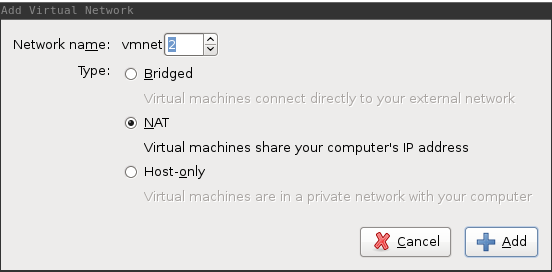 Add Virtual Network
Network name: vmnet 2
Type: Bridged
Virtual machines connect directly to your external network
NAT
Virtual machines share your computer's IP address
Host-only
Virtual machines are in a private network with your computer
Cancel Add